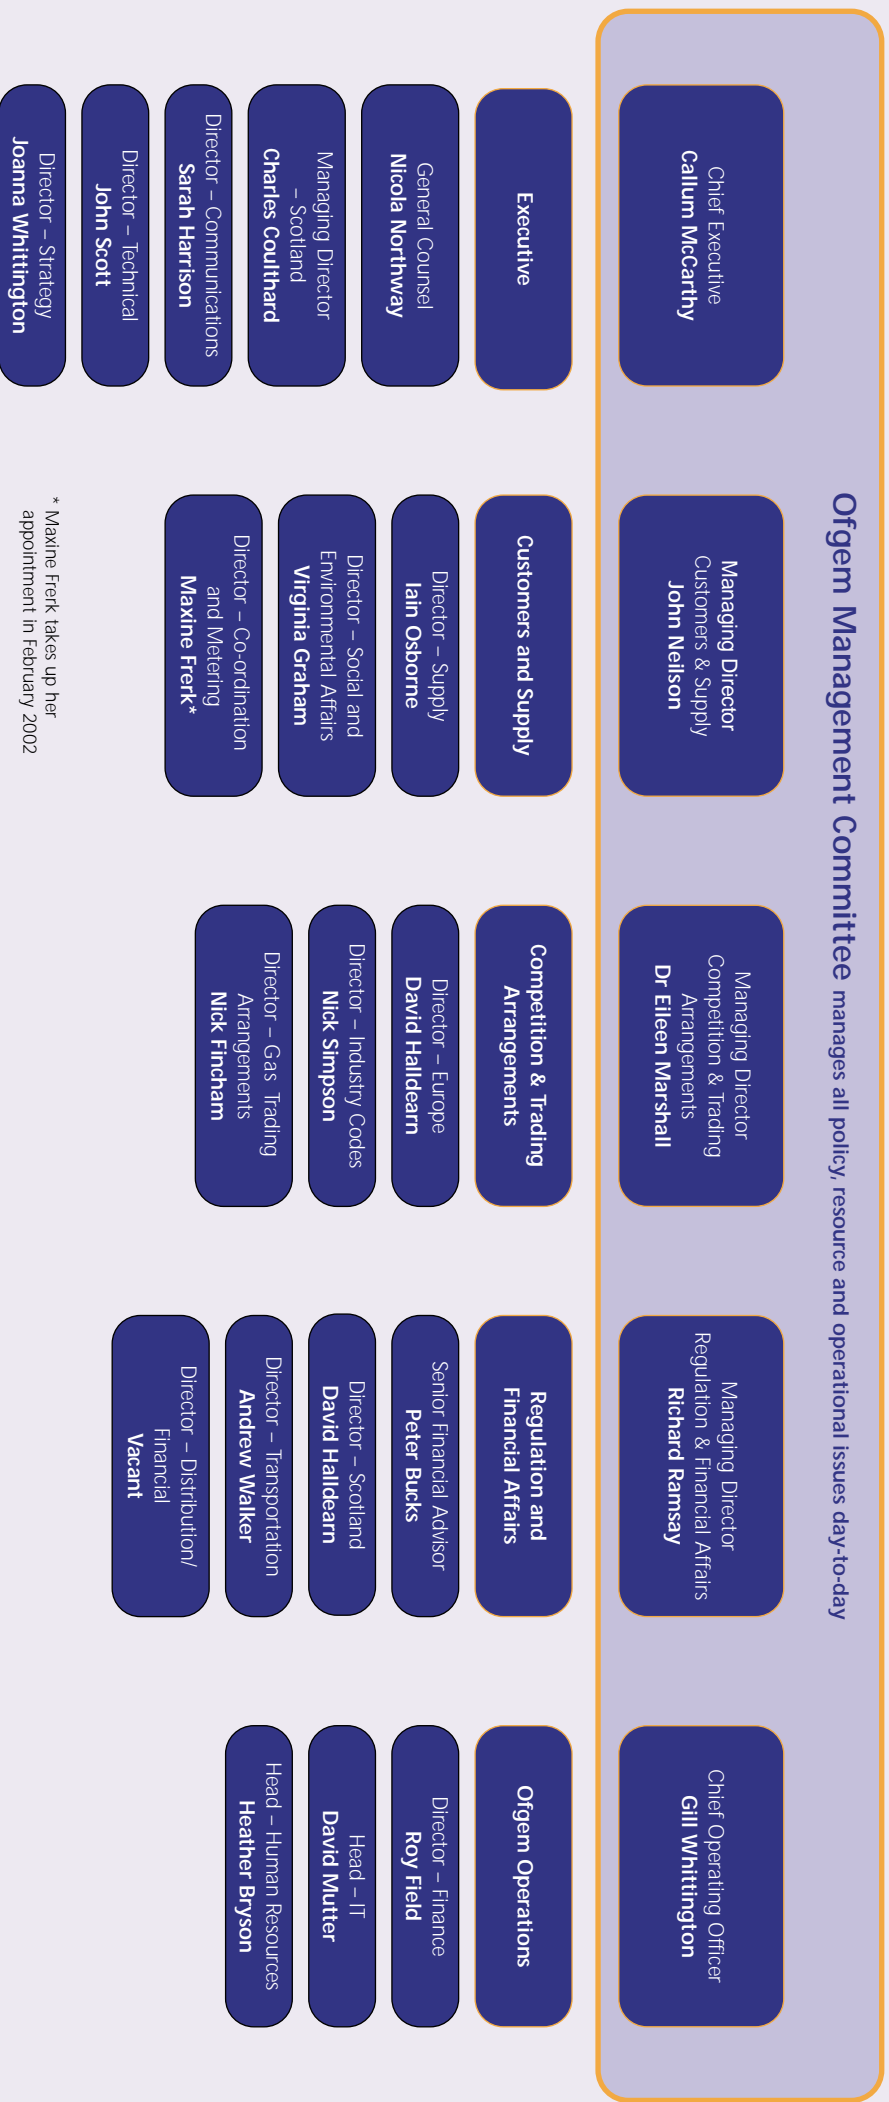 Ofgem Management Committee manages all policy, resource and operational issues day-to-day
Chief Executive
Callum McCarthy
Managing Director
Customers & Supply
John Neilson
Managing Director
Competition & Trading
Arrangements
Dr Eileen Marshall
Managing Director
Regulation & Financial Affairs
Richard Ramsay
Chief Operating Officer
Gill Whittington
Executive
General Counsel
Nicola Northway
Managing Director
– Scotland
Charles Coulthard
Director – Communications
Sarah Harrison
Director – Technical
John Scott
Director – Strategy
Joanna Whittington
Customers and Supply
Director – Supply
Iain Osborne
Director – Social and
Environmental Affairs
Virginia Graham
Director – Co-ordination
and Metering
Maxine Frerk*
* Maxine Frerk takes up her
appointment in February 2002
Competition & Trading
Arrangements
Director – Europe
David Halldearn
Director – Industry Codes
Nick Simpson
Director – Gas Trading
Arrangements
Nick Fincham
Regulation and
Financial Affairs
Senior Financial Advisor
Peter Bucks
Director – Scotland
David Halldearn
Director – Transportation
Andrew Walker
Director – Distribution/
Financial
Vacant
Ofgem Operations
Director – Finance
Roy Field
Head – IT
David Mutter
Head – Human Resources
Heather Bryson